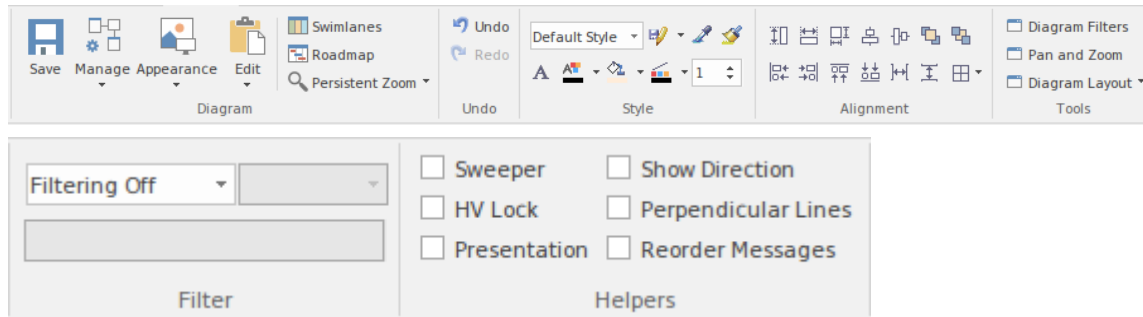 Save
Manage
Appearance
Edit
Swimlanes
Roadmap
Persistent Zoom
Diagram
Undo
Redo
Undo
Default Style
A
1
Style
Alignment
Diagram Filters
Pan and Zoom
Diagram Layout
Tools
Filtering Off
Filter
Sweeper
Show Direction
HV Lock
Perpendicular Lines
Presentation
Reorder Messages
Helpers